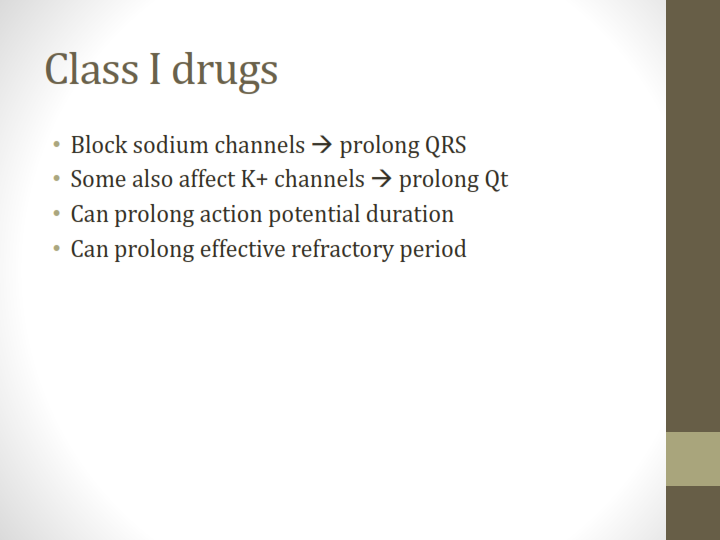 Class I drugs
• Block sodium channels → prolong QRS
• Some also affect K+ channels → prolong Qt
• Can prolong action potential duration
• Can prolong effective refractory period